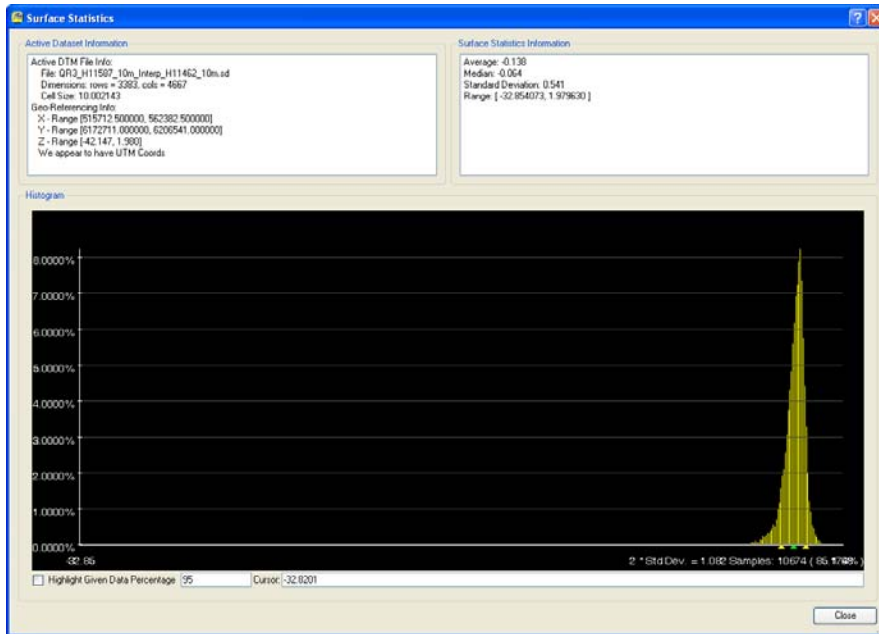 Surface Statistics
Active Dataset Information
Active DTM File Info:
File: QR3_H11587_10m_Interp_H11462_10m.sd
Dimensions: rows = 3383, cols = 4667
Cell Size: 10.002143
Geo-Referencing Info:
X - Range [515712.500000, 562382.500000]
Y - Range [6172711.000000, 6206541.000000]
Z - Range [-42.147, 1.980]
We appear to have UTM Coords
Surface Statistics Information
Average: -0.138
Median: -0.064
Standard Deviation: 0.541
Range: [ -32.854073, 1.979630 ]
Histogram
8.0000%
7.0000%
6.0000%
5.0000%
4.0000%
3.0000%
2.0000%
1.0000%
0.0000%
-32.85
2 * Std Dev. = 1.082 Samples: 10674
Highlight Given Data Percentage 95 Cursor: -32.8201
Close